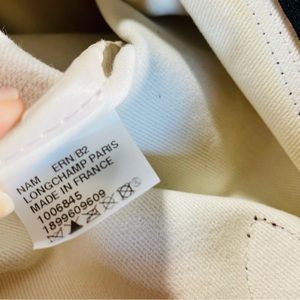 NAM ERN B2
LONGCHAMP PARIS
MADE IN FRANCE
1006845
1899609609